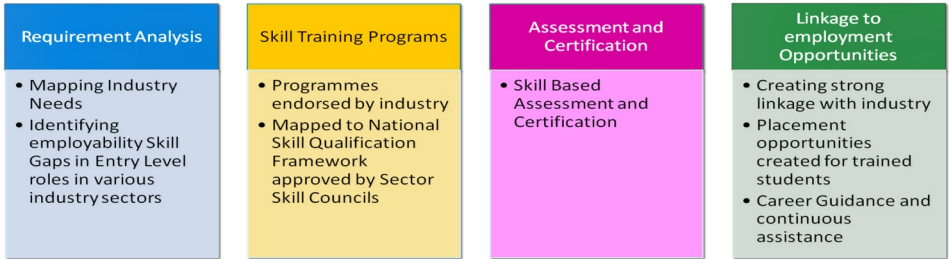 Requirement Analysis
• Mapping Industry
Needs
• Identifying
employability Skill
Gaps in Entry Level
roles in various
industry sectors
Skill Training Programs
• Programmes
endorsed by industry
• Mapped to National
Skill Qualification
Framework
approved by Sector
Skill Councils
Assessment and
Certification
• Skill Based
Assessment and
Certification
Linkage to
employment
Opportunities
• Creating strong
linkage with industry
• Placement
opportunities
created for trained
students
• Career Guidance and
continuous
assistance